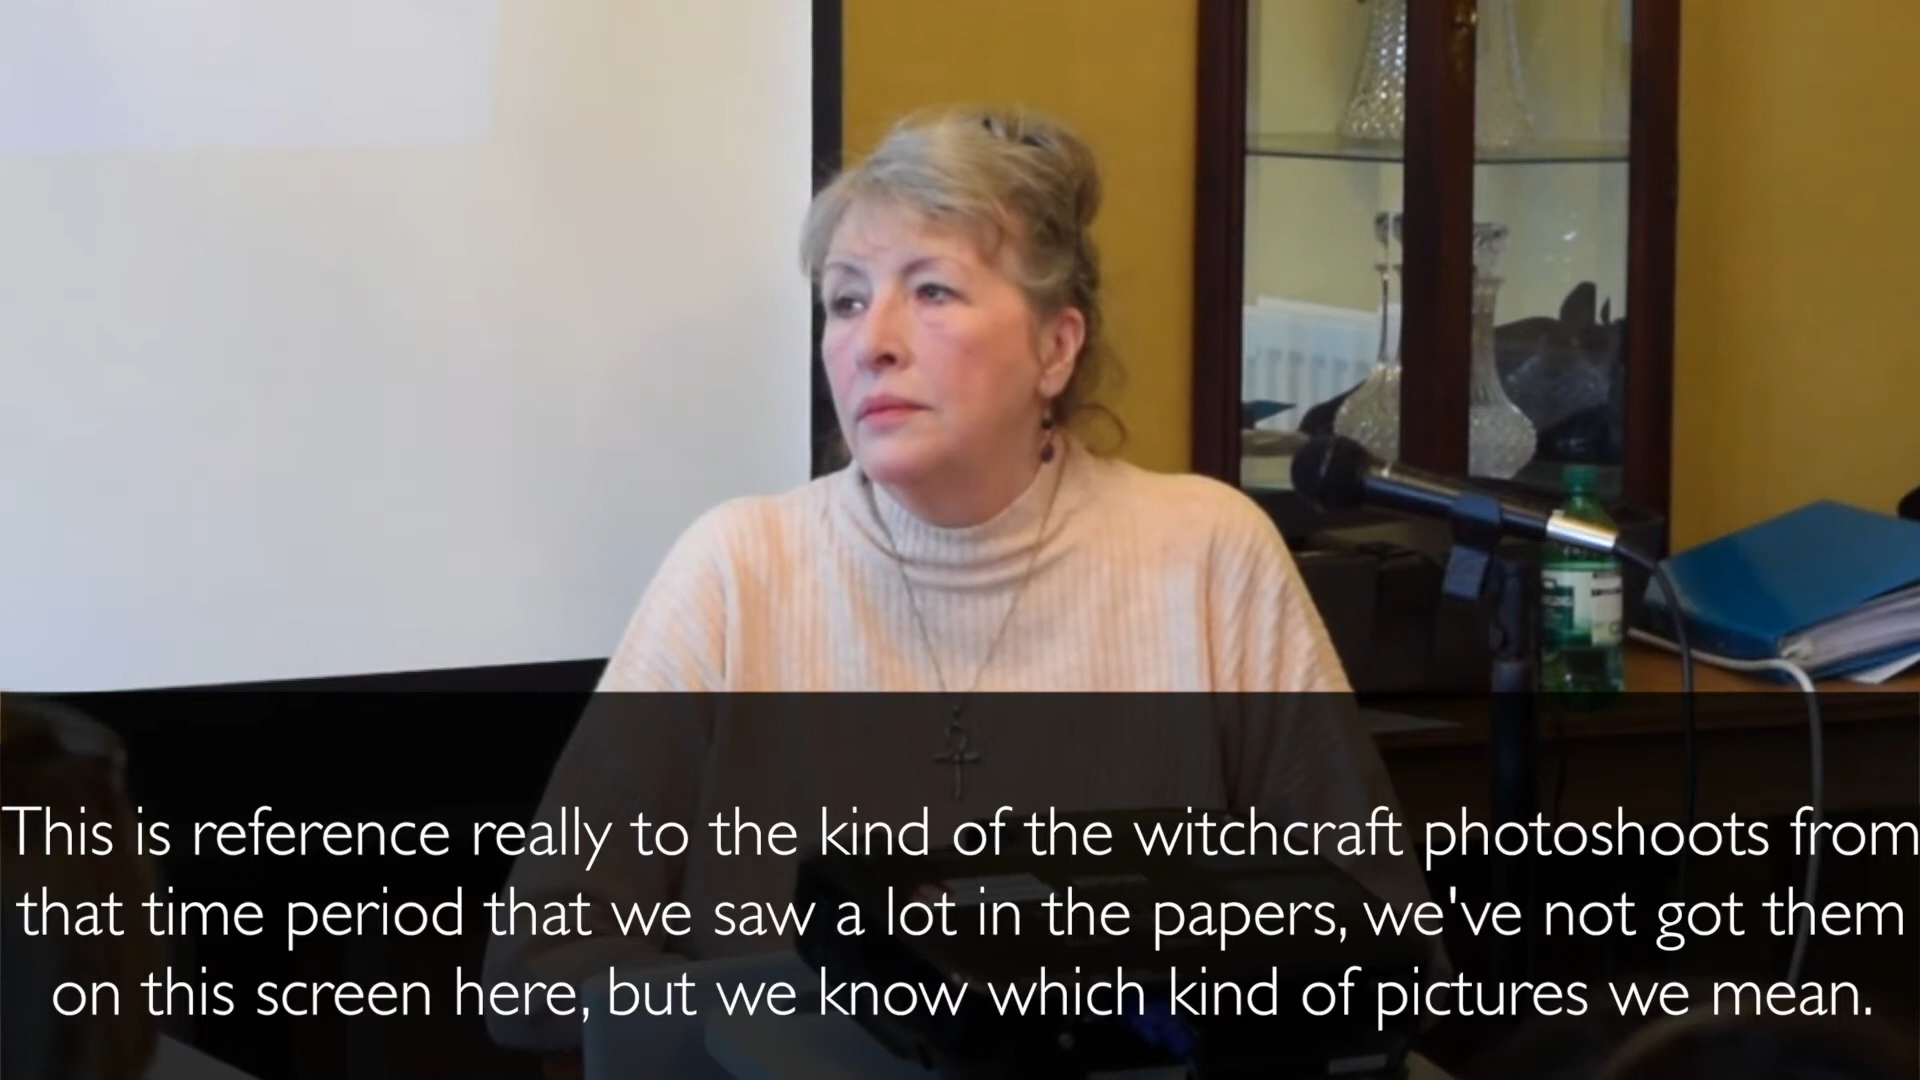 This is reference really to the kind of the witchcraft photoshoots from
that time period that we saw a lot in the papers, we've not got them
on this screen here, but we know which kind of pictures we mean.